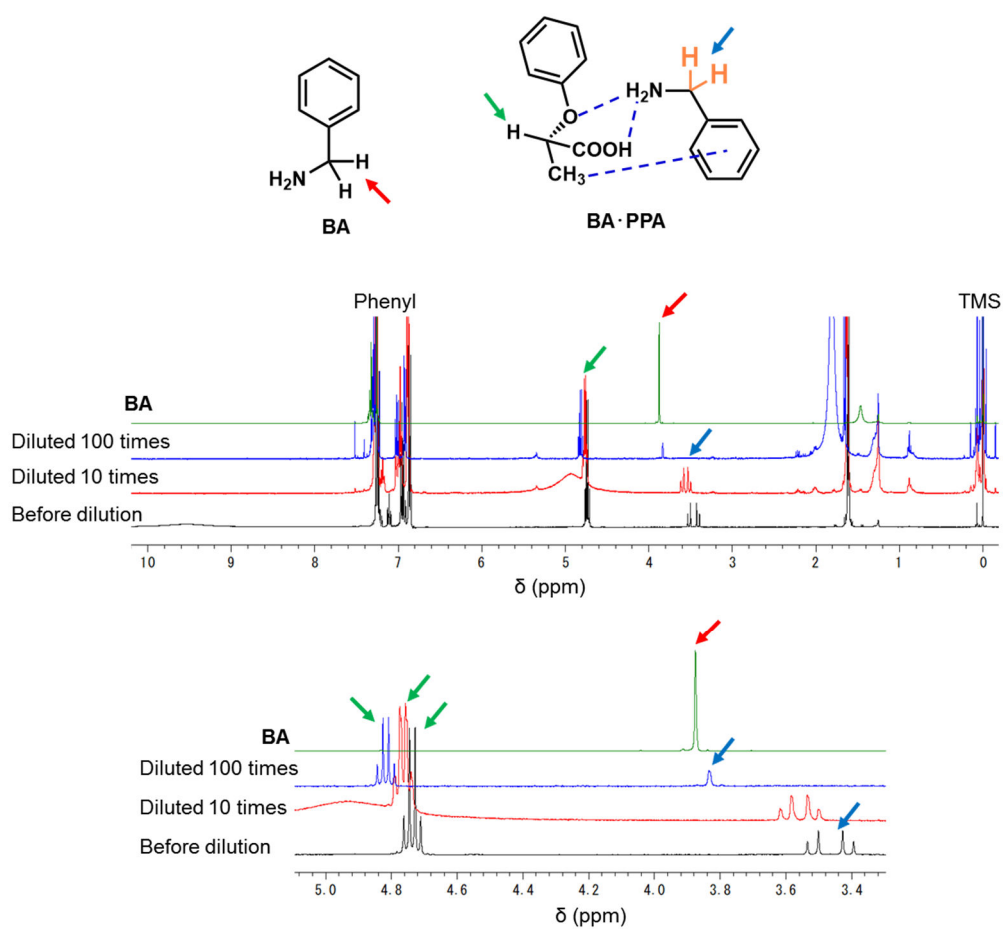 H
H
H
H₂N
O
H
COOH
CH₃
H
H
H₂N
BA
BA·PPA
Phenyl
TMS
BA
Diluted 100 times
Diluted 10 times
Before dilution
10 9 8 7 6 5 4 3 2 1 0
δ (ppm)
BA
Diluted 100 times
Diluted 10 times
Before dilution
5.0 4.8 4.6 4.4 4.2 4.0 3.8 3.6 3.4
δ (ppm)